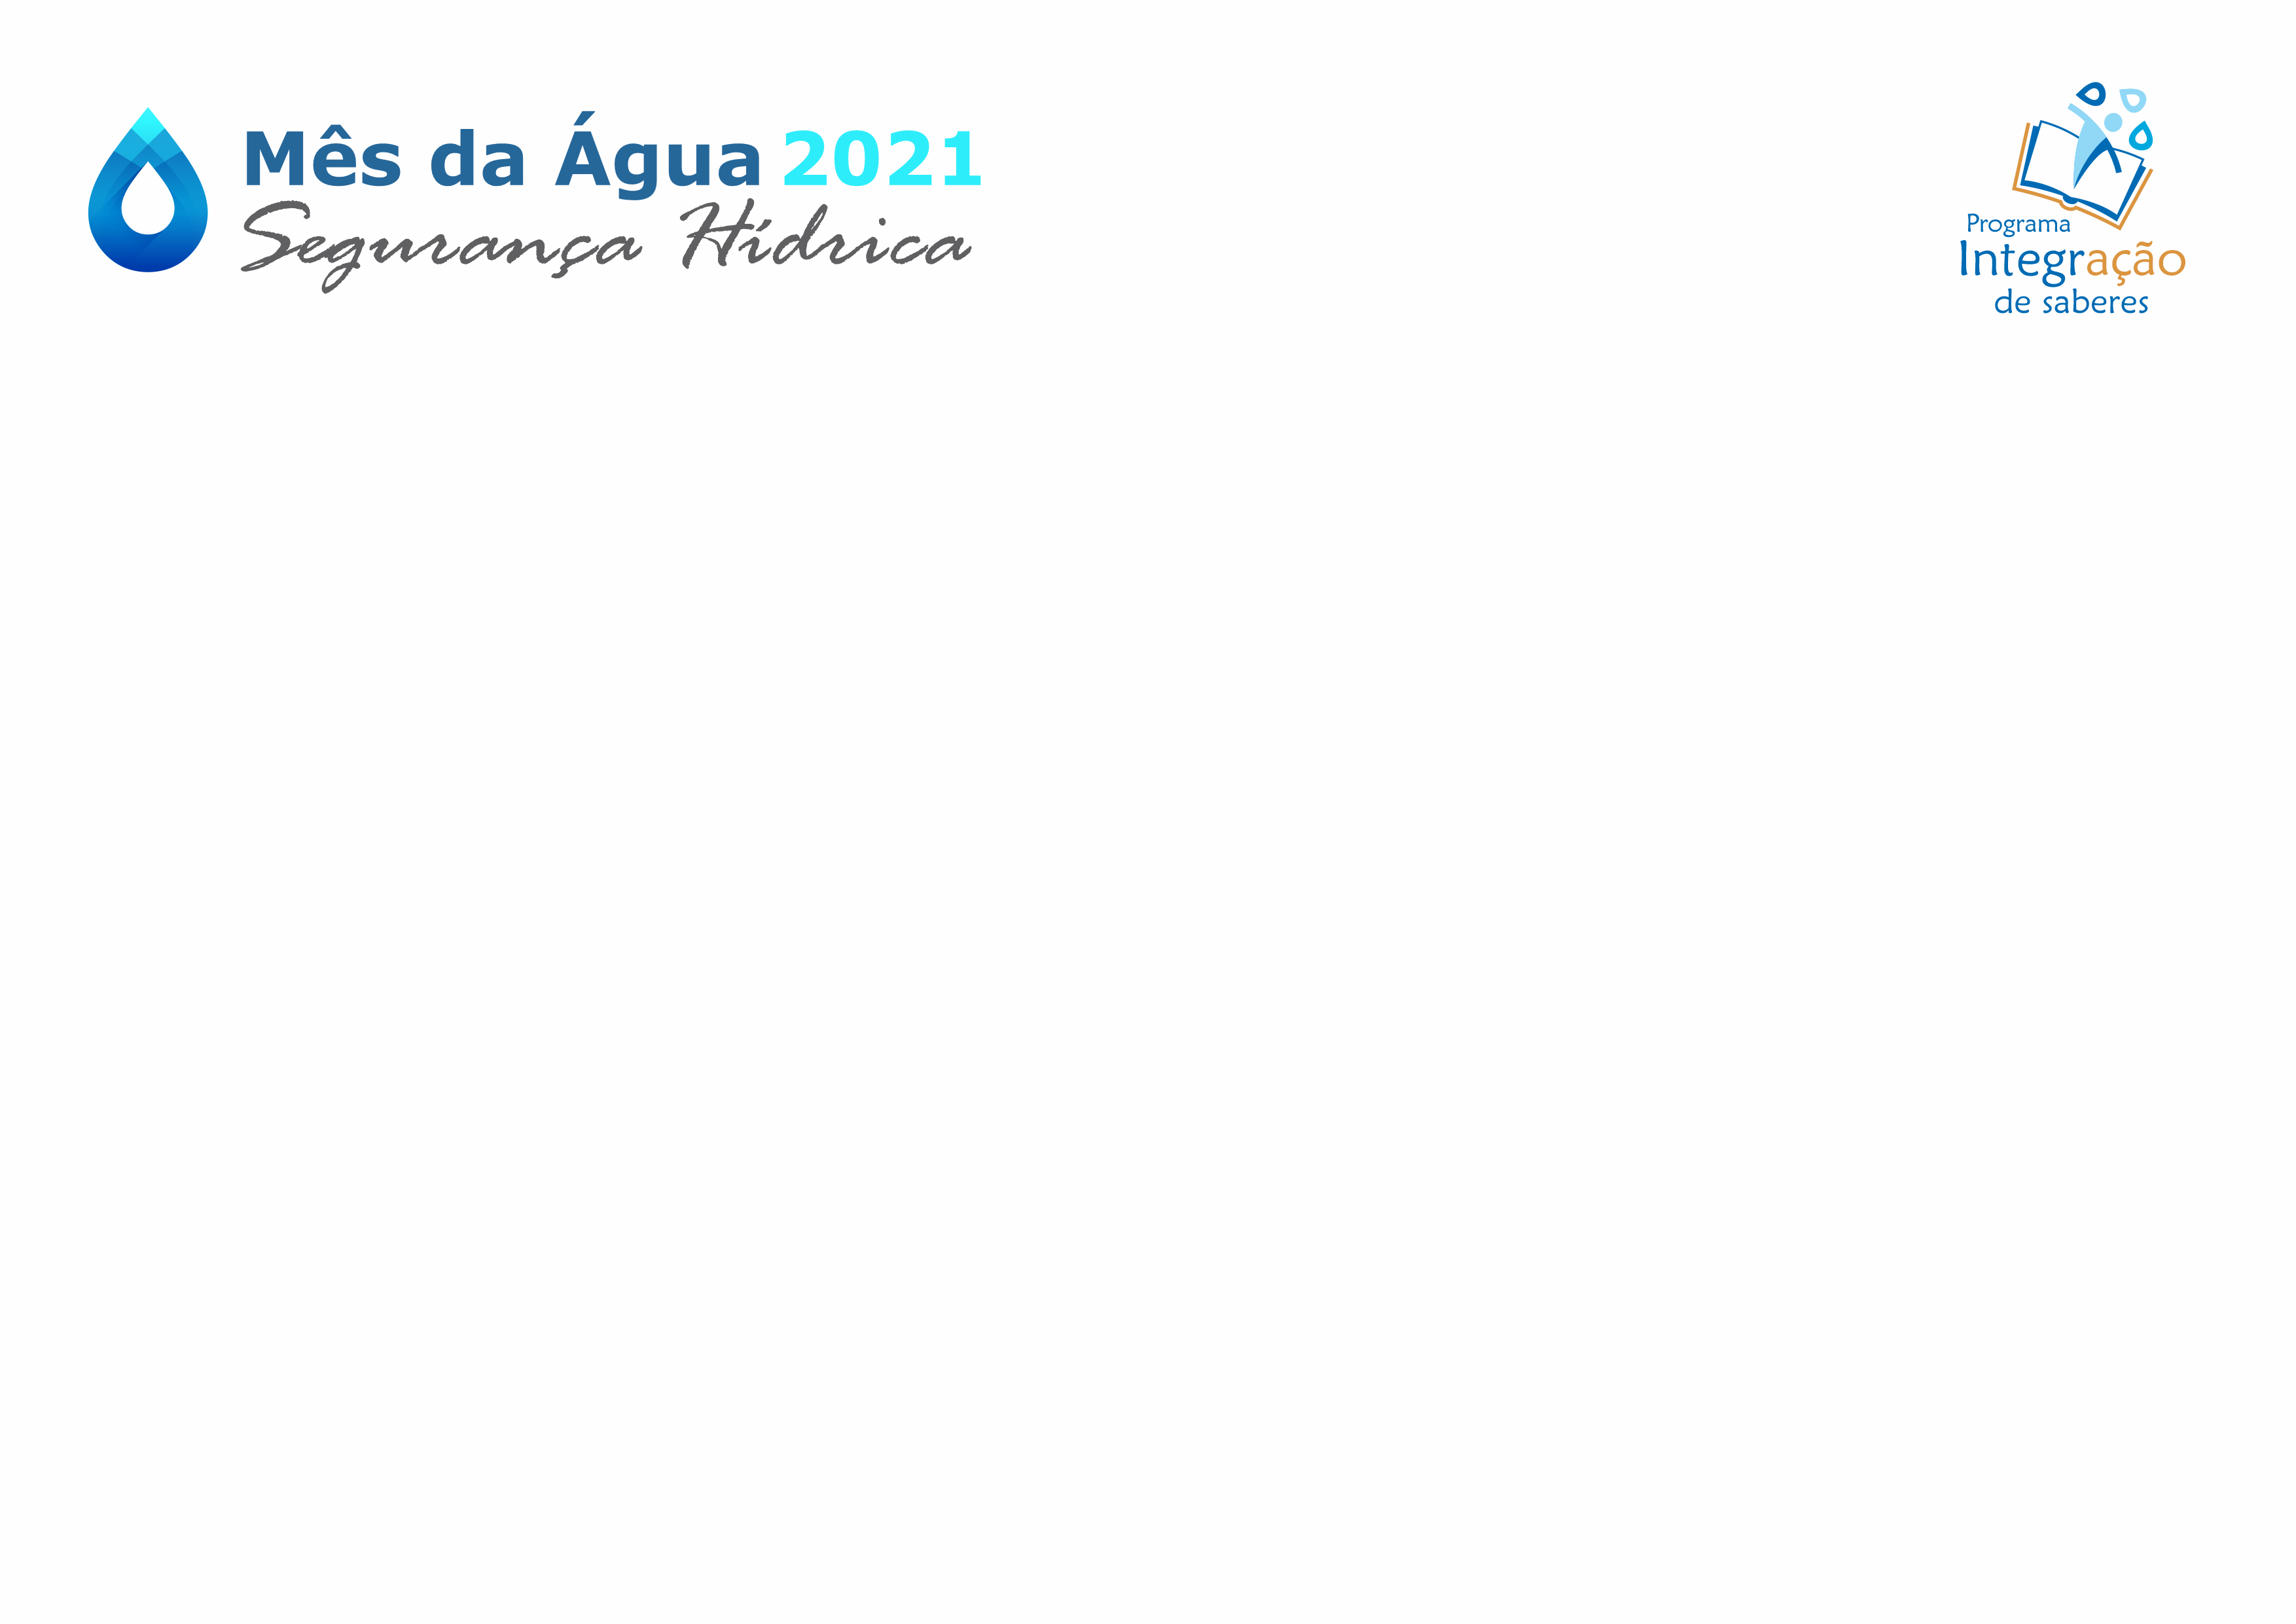 Mês da Água 2021
Segurança Hídrica
Programa
Integração
de saberes